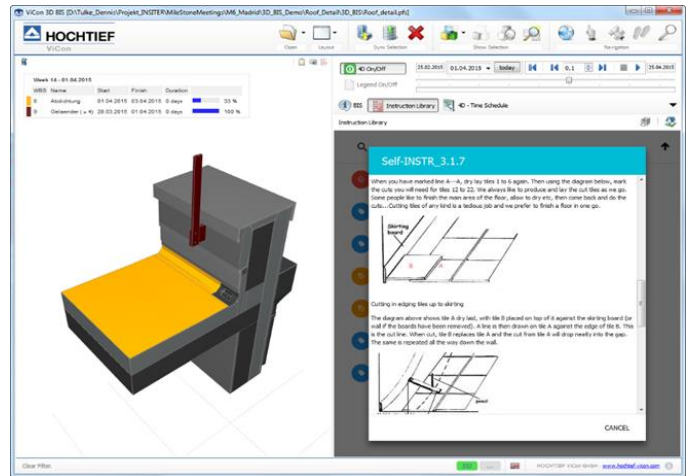 ViCon 3D BIS [D:\Tulke_Dennis\Projekt_INSITER\MileStoneMeetings\M6_Madrid\3D_BIS_Demo\Roof_Detail\3D_BIS\Roof_detail.pfs]
HOCHTIEF
ViCon
Open
Layout
Sync Selection
Show Selection
Navigation
4D On/Off
25.02.2015
01.04.2015
today
0.1
25.04.2015
Legend On/Off
BIS
Instruction Library
4D - Time Schedule
Instruction Library
Week 14 - 01.04.2015
WBS Name Start Finish Duration
8 Abdichtung 01.04.2015 03.04.2015 0 days 33 %
9 Gelaender ( + 4) 28.03.2015 01.04.2015 0 days 100 %
Self-INSTR_3.1.7
When you have marked line A---A, dry lay tiles 1 to 6 again. Then using the diagram below, mark
the cuts you will need for tiles 12 to 22. We always like to produce and lay the cut tiles as we go.
Some people like to finish the main area of the floor, allow to dry etc, then come back and do the
cuts...Cutting tiles of any kind is a tedious job and we prefer to finish a floor in one go.
Skirting
board
B
A
Cutting in edging tiles up to skirting
The diagram above shows tile A dry laid, with tile B placed on top of it against the skirting board (or
wall if the boards have been removed). A line is then drawn on tile A against the edge of tile B. This
is the cut line. When cut, tile B replaces tile A and the cut from tile A will drop neatly into the gap.
The same is repeated all the way down the wall.
pencil
CANCEL
Clear Filter.
HOCHTIEF ViCon GmbH - www.hochtief-vicon.com